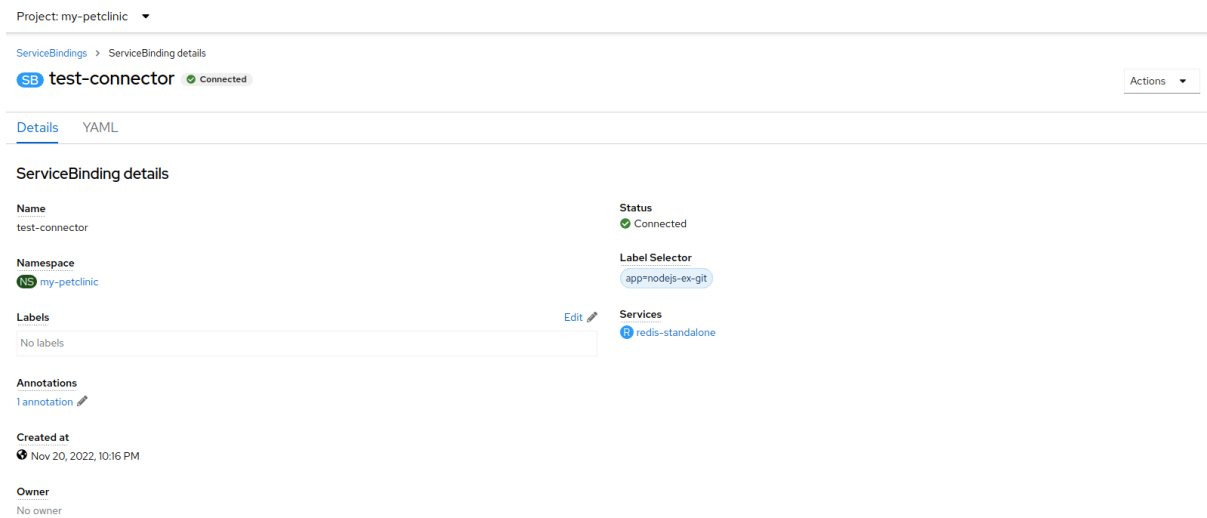 Project: my-petclinic
ServiceBindings > ServiceBinding details
SB test-connector Connected
Actions
Details YAML
ServiceBinding details
Name
test-connector
Namespace
NS my-petclinic
Labels
Edit
No labels
Annotations
1 annotation
Created at
Nov 20, 2022, 10:16 PM
Owner
No owner
Status
Connected
Label Selector
app=nodejs-ex-git
Services
R redis-standalone